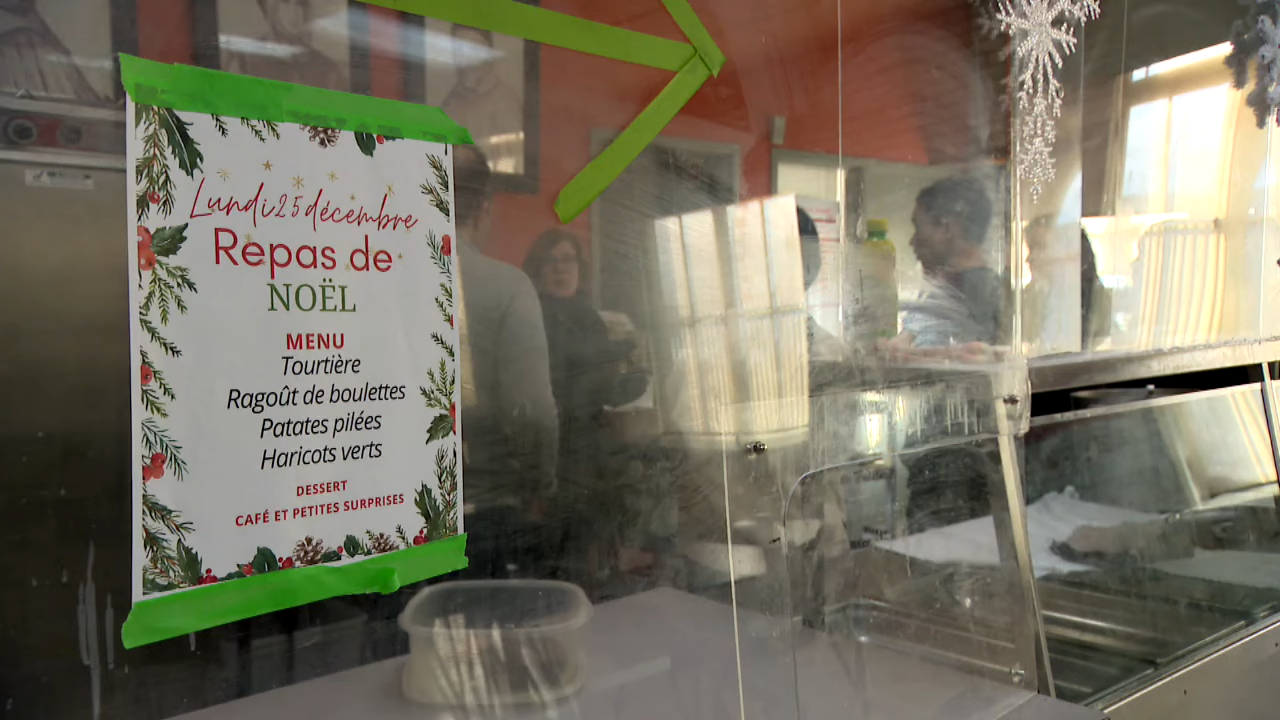 Lundi 25 décembre
Repas de
NOËL
MENU
Tourtière
Ragoût de boulettes
Patates pilées
Haricots verts
DESSERT
CAFÉ ET PETITES SURPRISES